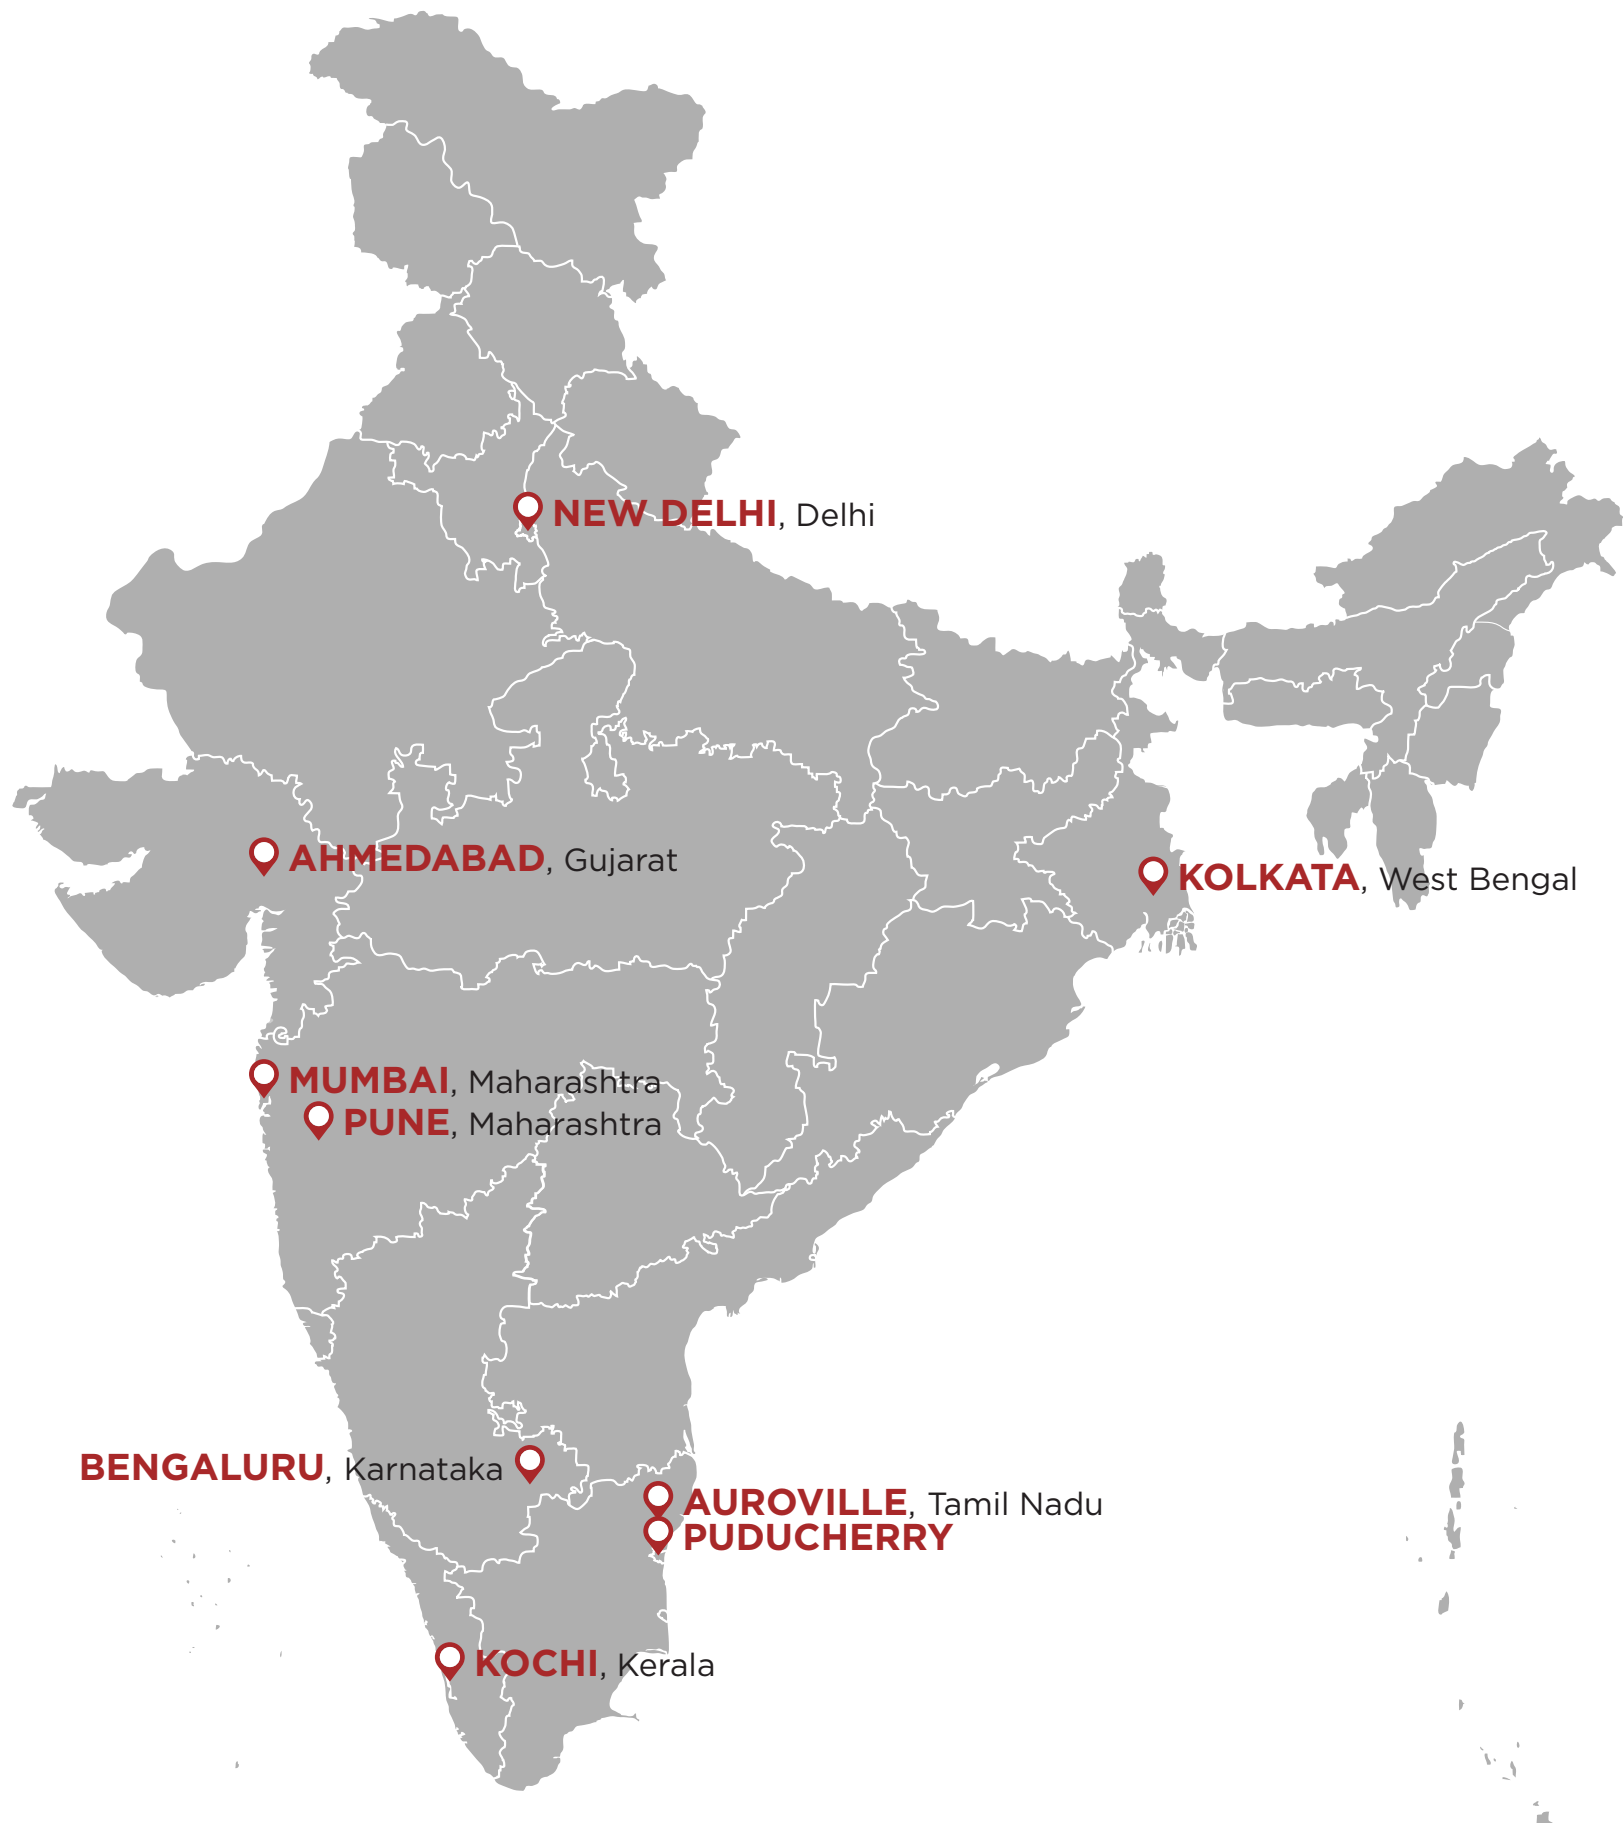 NEW DELHI, Delhi
AHMEDABAD, Gujarat
KOLKATA, West Bengal
MUMBAI, Maharashtra
PUNE, Maharashtra
BENGALURU, Karnataka
AUROVILLE, Tamil Nadu
PUDUCHERRY
KOCHI, Kerala